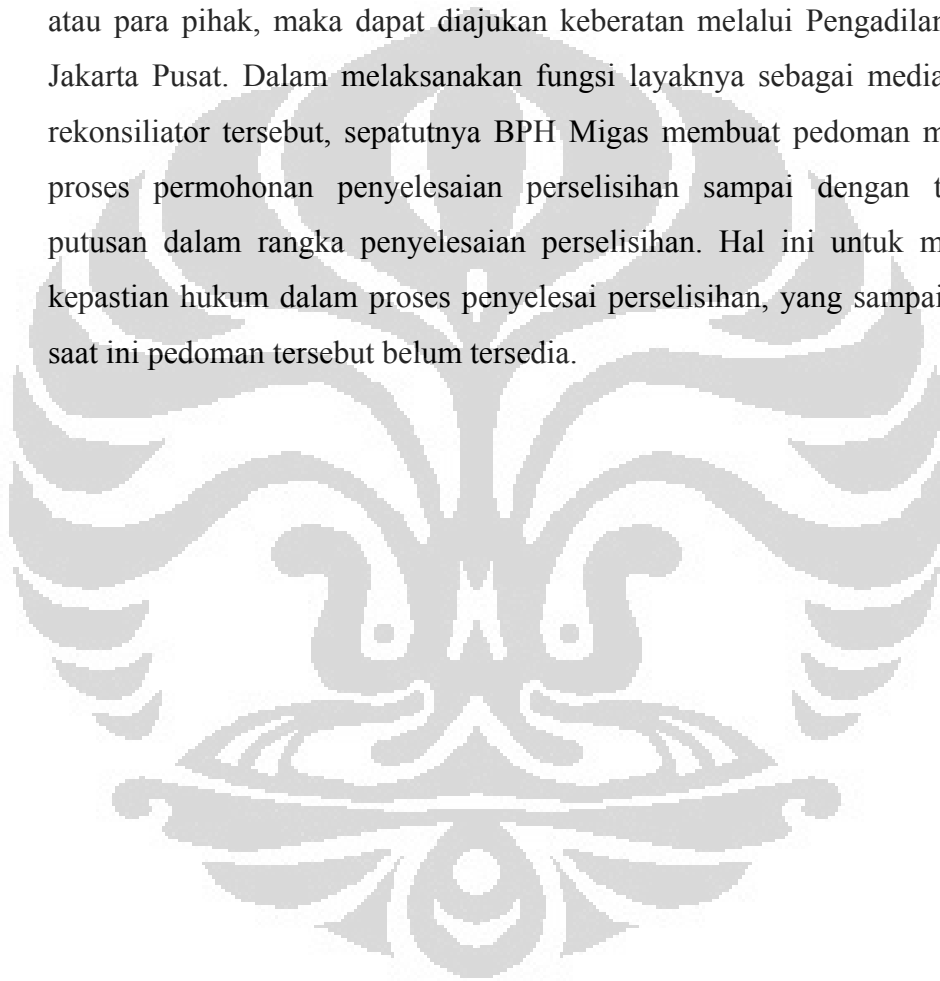 atau para pihak, maka dapat diajukan keberatan melalui Pengadilan
Jakarta Pusat. Dalam melaksanakan fungsi layaknya sebagai media
rekonsiliator tersebut, sepatutnya BPH Migas membuat pedoman m
proses permohonan penyelesaian perselisihan sampai dengan t
putusan dalam rangka penyelesaian perselisihan. Hal ini untuk m
kepastian hukum dalam proses penyelesai perselisihan, yang sampai
saat ini pedoman tersebut belum tersedia.